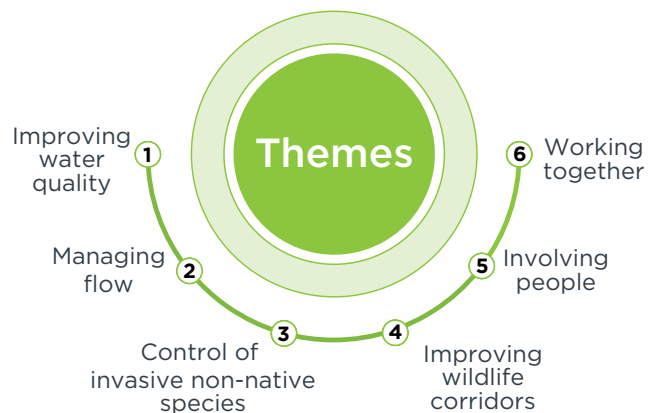 Themes
1
Improving
water
quality
2
Managing
flow
3
Control of
invasive non-native
species
4
Improving
wildlife
corridors
5
Involving
people
6
Working
together